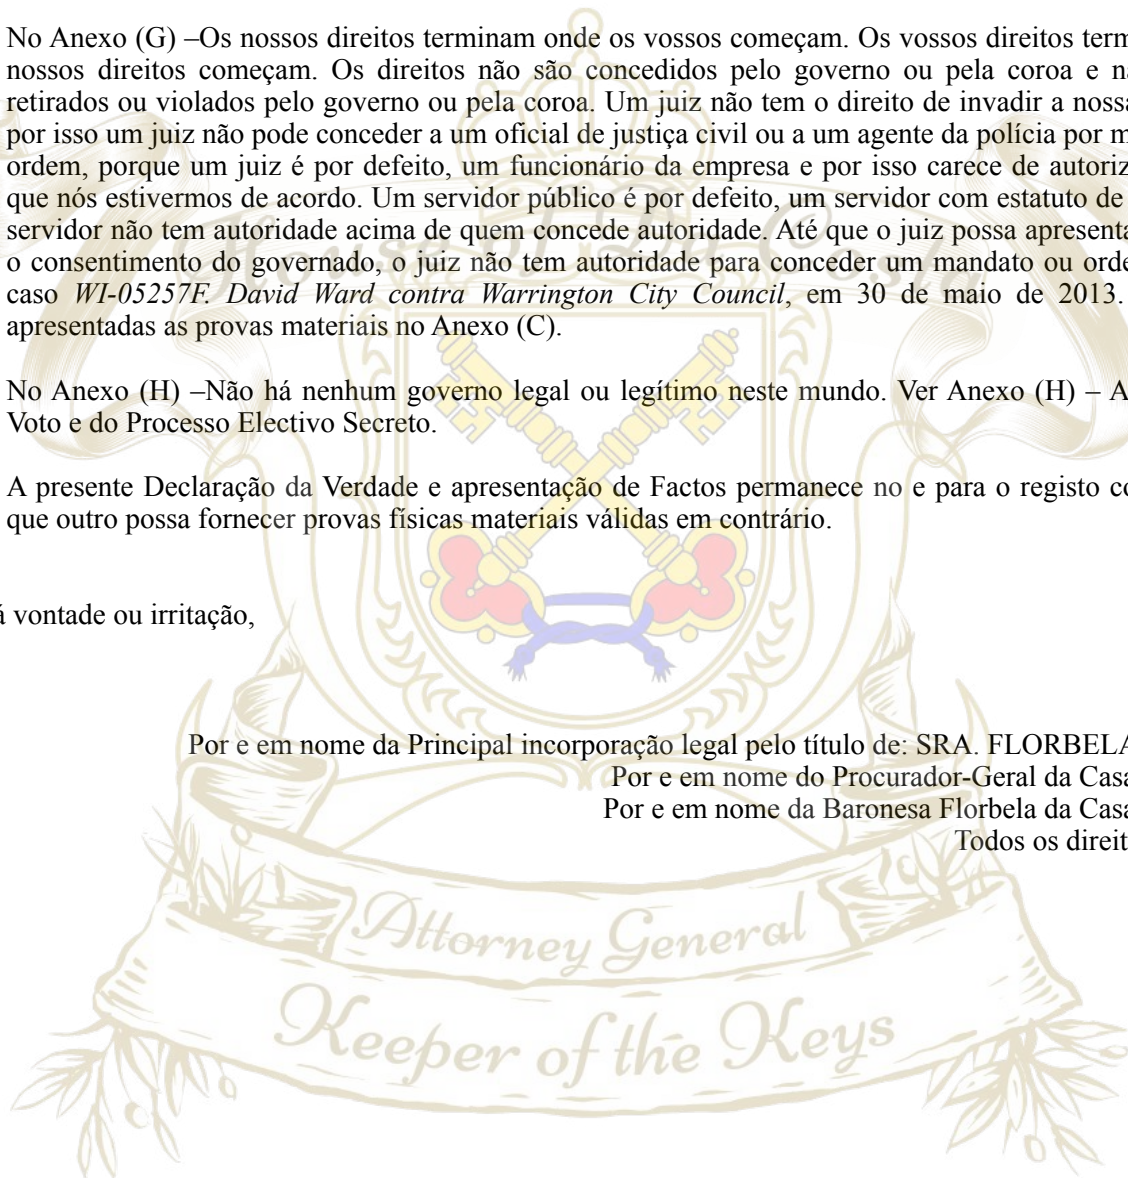 No Anexo (G) –Os nossos direitos terminam onde os vossos começam. Os vossos direitos term
nossos direitos começam. Os direitos não são concedidos pelo governo ou pela coroa e na
retirados ou violados pelo governo ou pela coroa. Um juiz não tem o direito de invadir a nossa
por isso um juiz não pode conceder a um oficial de justiça civil ou a um agente da polícia por m
ordem, porque um juiz é por defeito, um funcionário da empresa e por isso carece de autoriz
que nós estivermos de acordo. Um servidor público é por defeito, um servidor com estatuto de
servidor não tem autoridade acima de quem concede autoridade. Até que o juiz possa apresenta
o consentimento do governado, o juiz não tem autoridade para conceder um mandato ou orde
caso WI-05257F. David Ward contra Warrington City Council, em 30 de maio de 2013.
apresentadas as provas materiais no Anexo (C).
No Anexo (H) –Não há nenhum governo legal ou legítimo neste mundo. Ver Anexo (H) – A
Voto e do Processo Electivo Secreto.
A presente Declaração da Verdade e apresentação de Factos permanece no e para o registo co
que outro possa fornecer provas físicas materiais válidas em contrário.
á vontade ou irritação,
Por e em nome da Principal incorporação legal pelo título de: SRA. FLORBELA
Por e em nome do Procurador-Geral da Casa
Por e em nome da Baronesa Florbela da Casa
Todos os direit
Attorney General
Keeper of the Keys